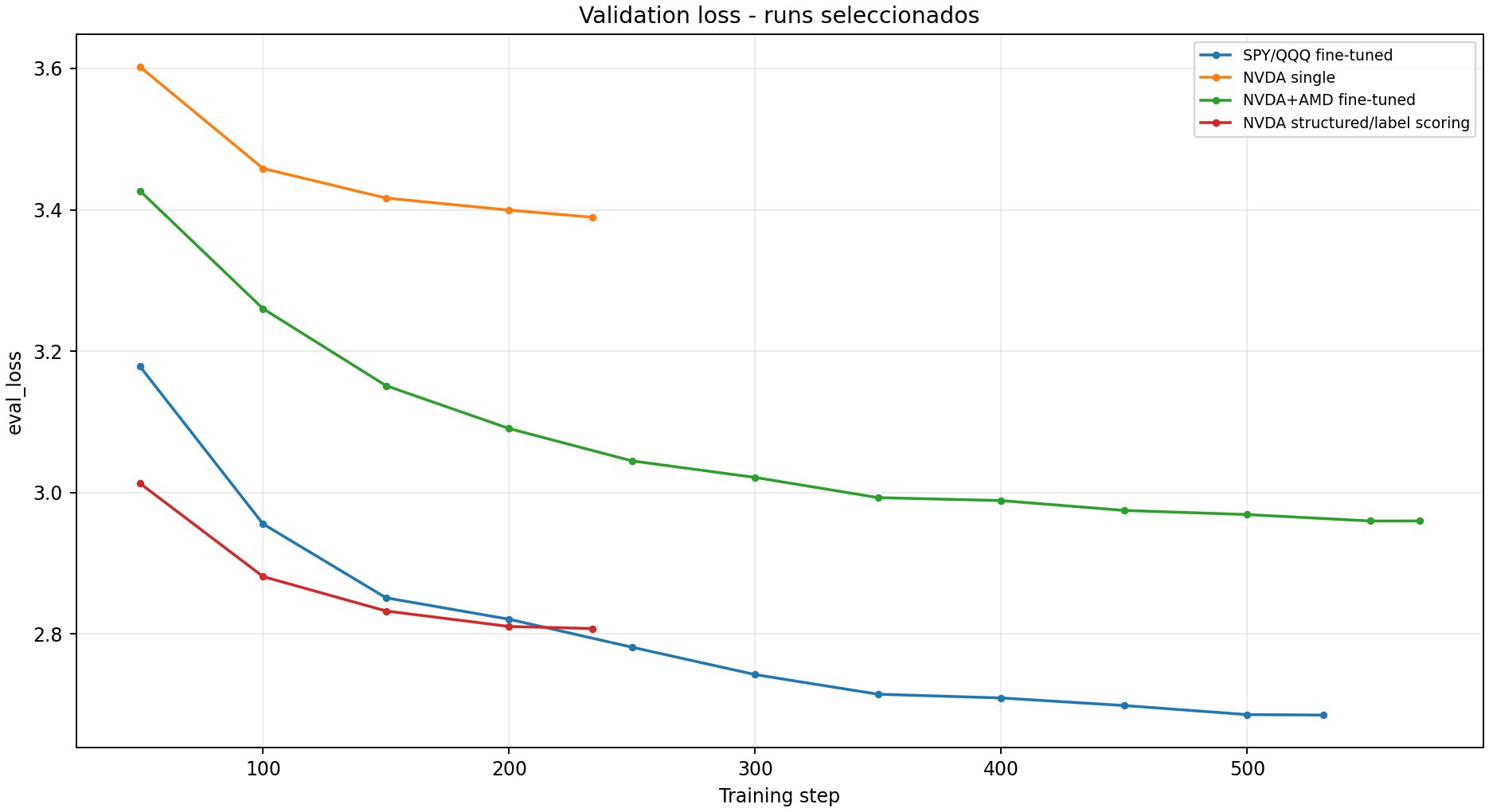 Validation loss - runs seleccionados
SPY/QQQ fine-tuned
NVDA single
NVDA+AMD fine-tuned
NVDA structured/label scoring
3.6
3.4
3.2
3.0
2.8
eval_loss
100 200 300 400 500
Training step